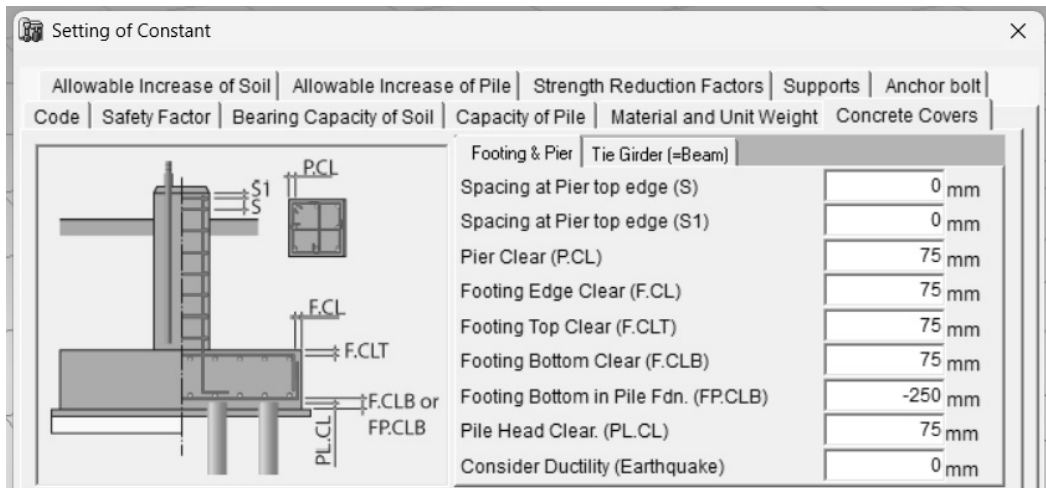 Setting of Constant
Allowable Increase of Soil Allowable Increase of Pile Strength Reduction Factors Supports Anchor bolt
Code Safety Factor Bearing Capacity of Soil Capacity of Pile Material and Unit Weight Concrete Covers
Footing & Pier Tie Girder (=Beam)
P.CL
S1
S
F.CL
F.CLT
F.CLB or
FP.CLB
PL.CL
Spacing at Pier top edge (S) 0 mm
Spacing at Pier top edge (S1) 0 mm
Pier Clear (P.CL) 75 mm
Footing Edge Clear (F.CL) 75 mm
Footing Top Clear (F.CLT) 75 mm
Footing Bottom Clear (F.CLB) 75 mm
Footing Bottom in Pile Fdn. (FP.CLB) -250 mm
Pile Head Clear. (PL.CL) 75 mm
Consider Ductility (Earthquake) 0 mm